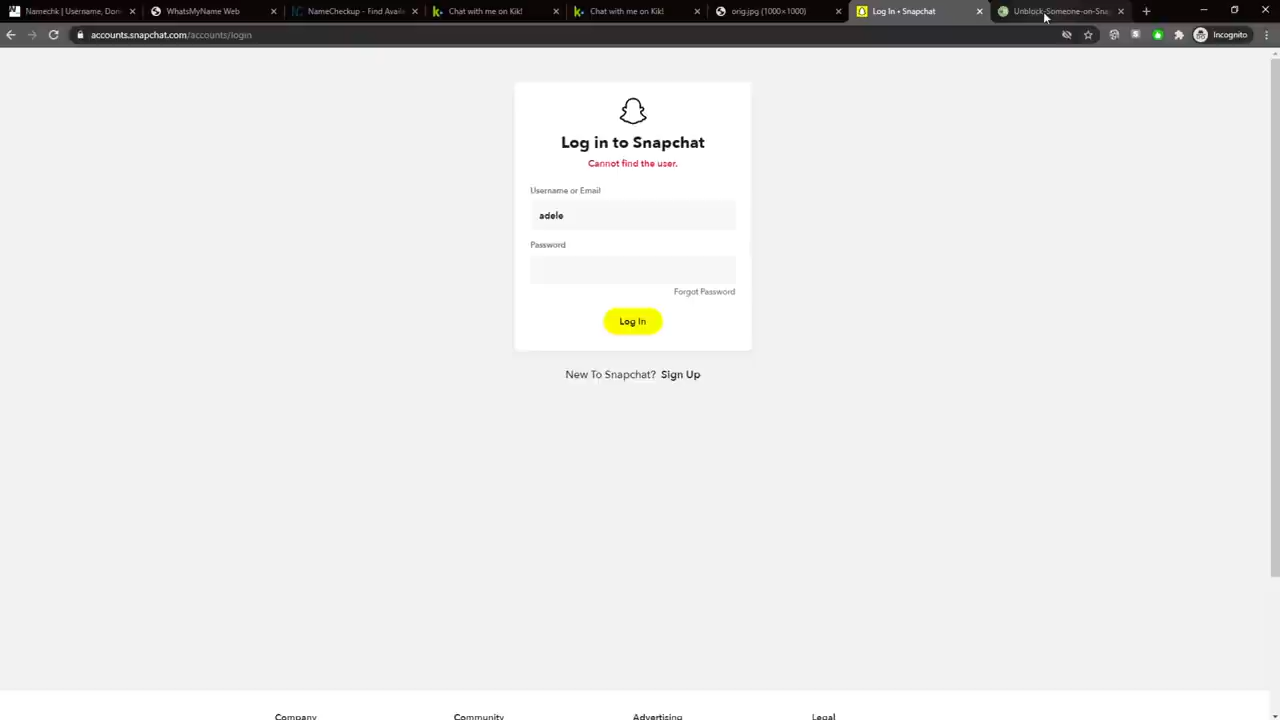 Namechk | Username, Dom
WhatsMyName Web
NameCheckup - Find Availa
Chat with me on Kik!
Chat with me on Kik!
orig.jpg (1000×1000)
Log In • Snapchat
Unblock-Someone-on-Snap
accounts.snapchat.com/accounts/login
Incognito
Log in to Snapchat
Cannot find the user.
Username or Email
adele
Password
Forgot Password
Log In
New To Snapchat? Sign Up
Company
Community
Advertising
Legal